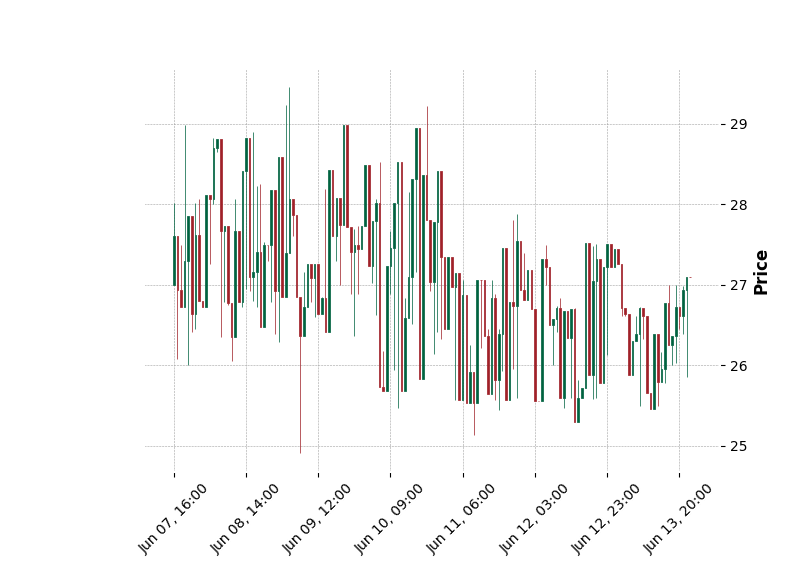 29
28
27
26
25
Price
Jun 07, 16:00
Jun 08, 14:00
Jun 09, 12:00
Jun 10, 09:00
Jun 11, 06:00
Jun 12, 03:00
Jun 12, 23:00
Jun 13, 20:00